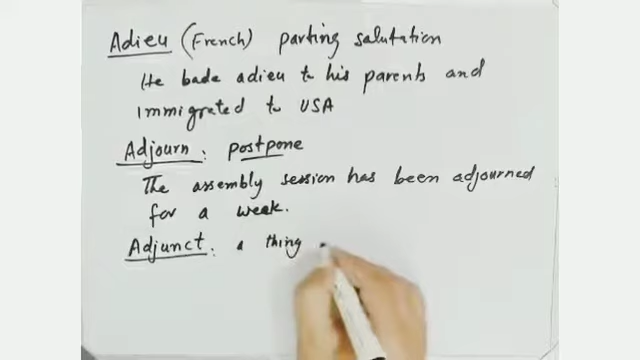 Adieu (French) parting salutation
He bade adieu to his parents and
immigrated to USA
Adjourn: postpone
The assembly session has been adjourned
for a week.
Adjunct: a thing